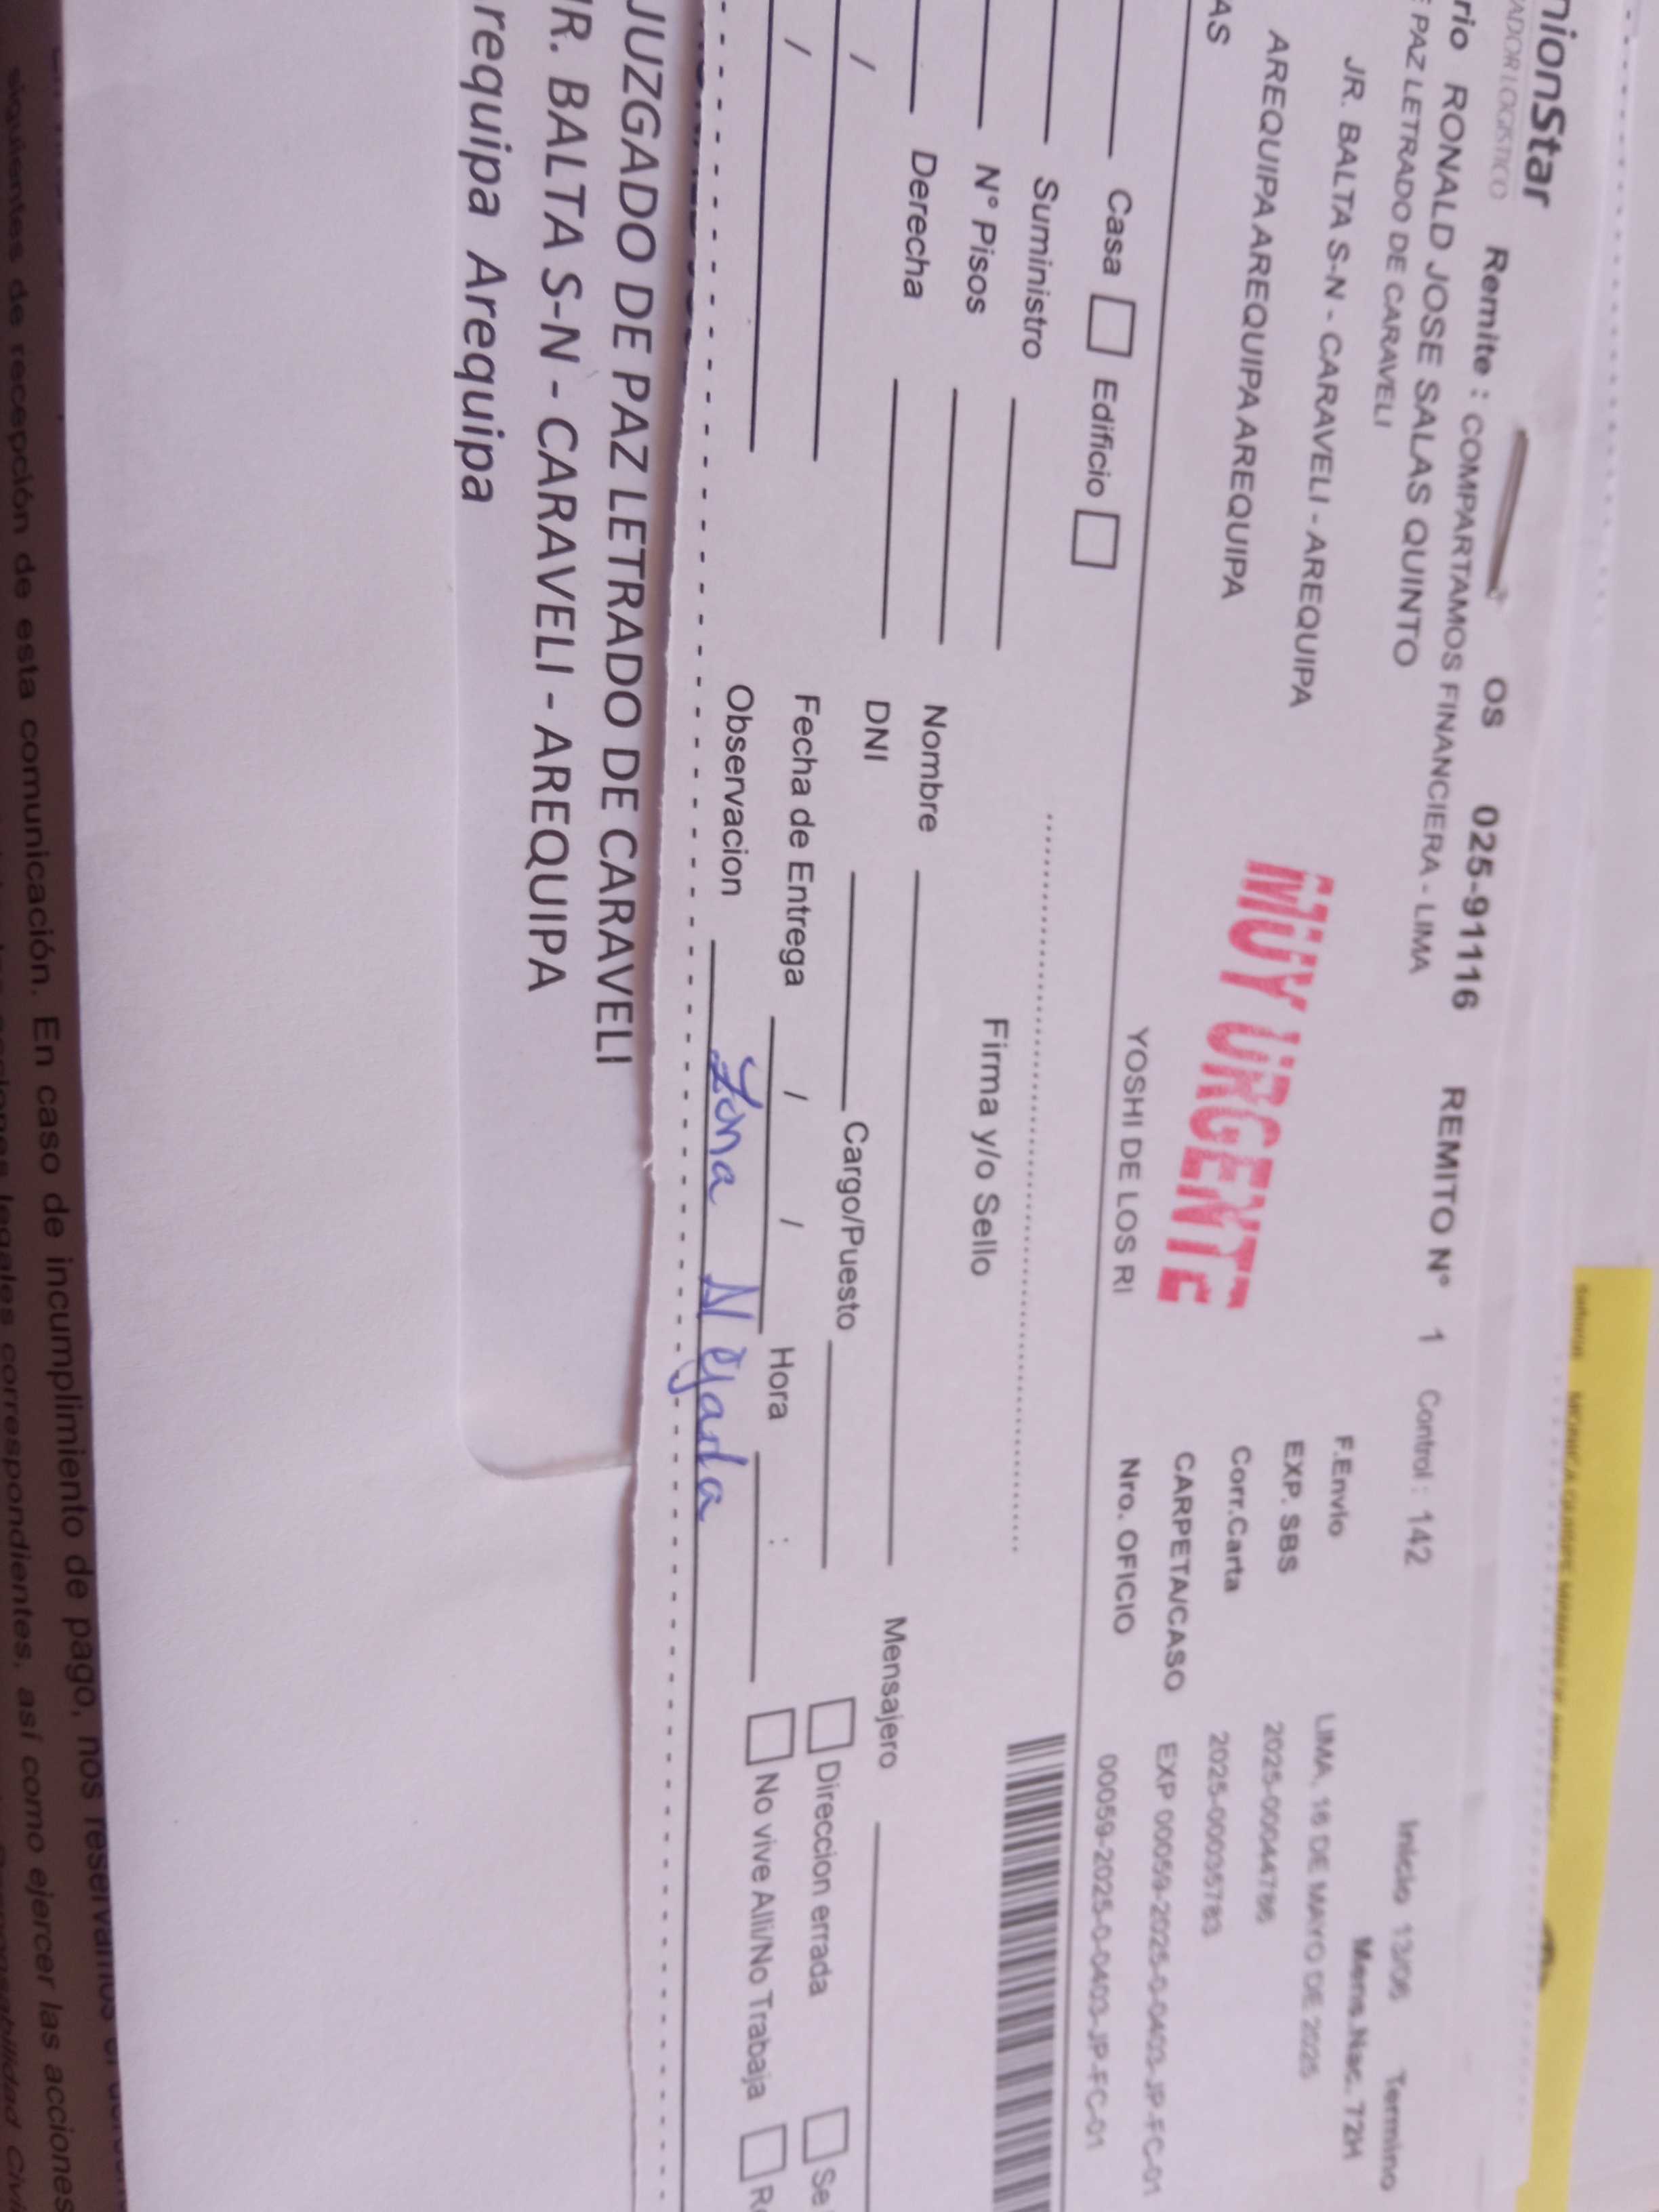 nionStar
ADOR LOGISTICO
Remite : COMPARTAMOS FINANCIERA - LIMA
OS 025-91116 REMITO N° 1 Control : 142
Inicio 13/06 Termino
Mens.Nac. 72H
rio RONALD JOSE SALAS QUINTO
E PAZ LETRADO DE CARAVELI
JR. BALTA S-N - CARAVELI - AREQUIPA
AREQUIPA AREQUIPA AREQUIPA
AS
MUY URGENTE
YOSHI DE LOS RI
F.Envio LIMA, 16 DE MAYO DE 2025
EXP. SBS
Corr.Carta
CARPETA/CASO EXP 00059-2025-0-0403-JP-FC-01
Nro. OFICIO 00059-2025-0-0403-JP-FC-01
Casa Edificio
Suministro
N° Pisos
Derecha
/
/
Firma y/o Sello
Nombre
DNI Cargo/Puesto
Fecha de Entrega / / Hora :
Observacion Zona Alejada
Mensajero
Direccion errada Se
No vive Alli/No Trabaja
JUZGADO DE PAZ LETRADO DE CARAVELI
JR. BALTA S-N - CARAVELI - AREQUIPA
requipa Arequipa
En caso de incumplimiento de pago, nos reservamos
siguientes de recepción de esta comunicación.
legales correspondientes, así como ejercer las acciones